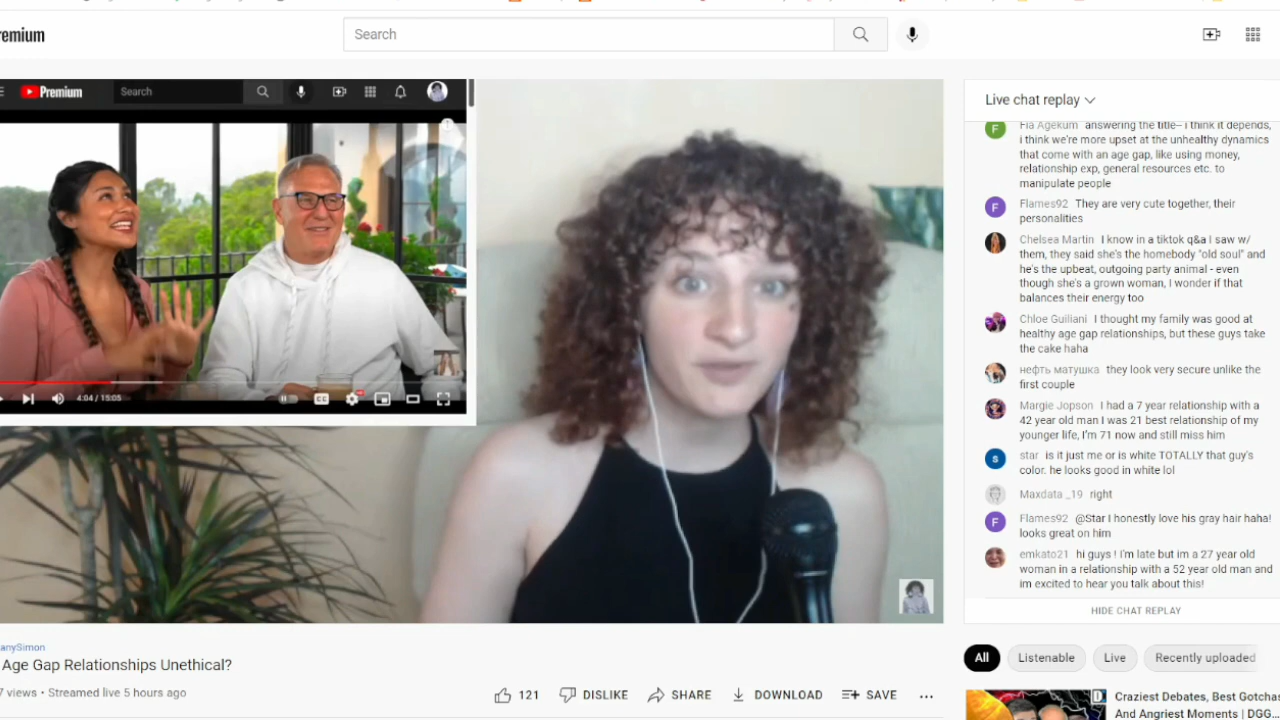 remium
Search
Premium
Search
4:04 / 15:05
CC
Live chat replay
Fia Agekum answering the title-- i think it depends,
i think we're more upset at the unhealthy dynamics
that come with an age gap, like using money,
relationship exp, general resources etc. to
manipulate people
F
F
Flames92 They are very cute together, their
personalities
Chelsea Martin I know in a tiktok q&a I saw w/
them, they said she's the homebody "old soul" and
he's the upbeat, outgoing party animal - even
though she's a grown woman, I wonder if that
balances their energy too
Chloe Guiliani I thought my family was good at
healthy age gap relationships, but these guys take
the cake haha
нефть матушка they look very secure unlike the
first couple
Margie Jopson I had a 7 year relationship with a
42 year old man I was 21 best relationship of my
younger life, I'm 71 now and still miss him
s
star is it just me or is white TOTALLY that guy's
color. he looks good in white lol
Maxdata _19 right
F
Flames92 @Star I honestly love his gray hair haha!
looks great on him
emkato21 hi guys ! i'm late but im a 27 year old
woman in a relationship with a 52 year old man and
im excited to hear you talk about this!
HIDE CHAT REPLAY
anySimon
Age Gap Relationships Unethical?
7 views • Streamed live 5 hours ago
121
DISLIKE
SHARE
DOWNLOAD
SAVE
All
Listenable
Live
Recently uploaded
D
Craziest Debates, Best Gotchas
And Angriest Moments | DGG...